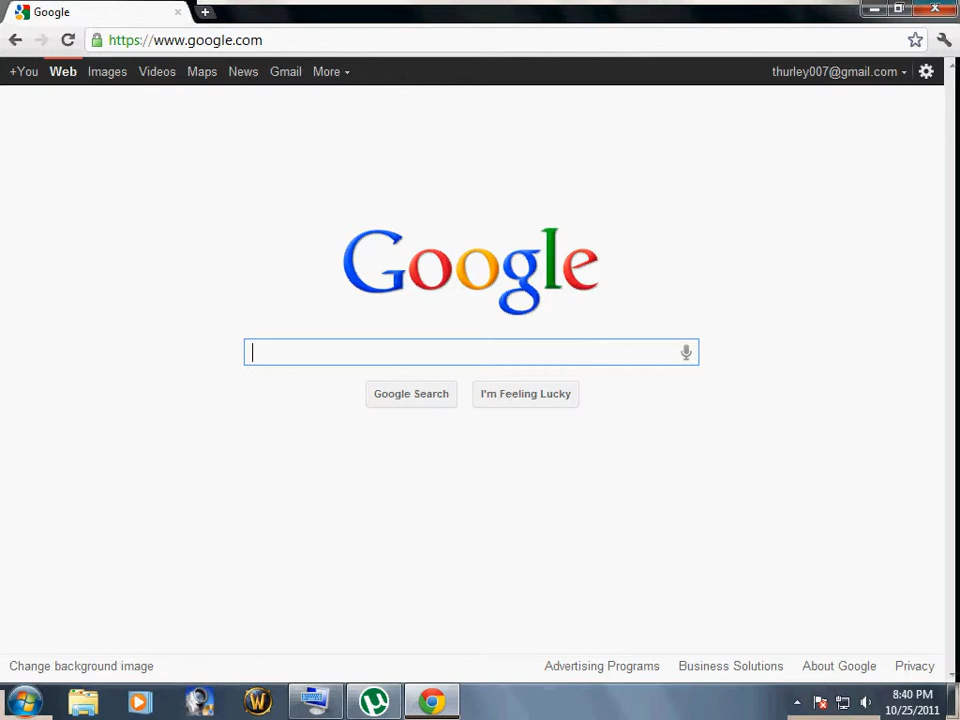 Google
https://www.google.com
+You Web Images Videos Maps News Gmail More thurley007@gmail.com
Google
Google Search I'm Feeling Lucky
Change background image Advertising Programs Business Solutions About Google Privacy
W
8:40 PM
10/25/2011